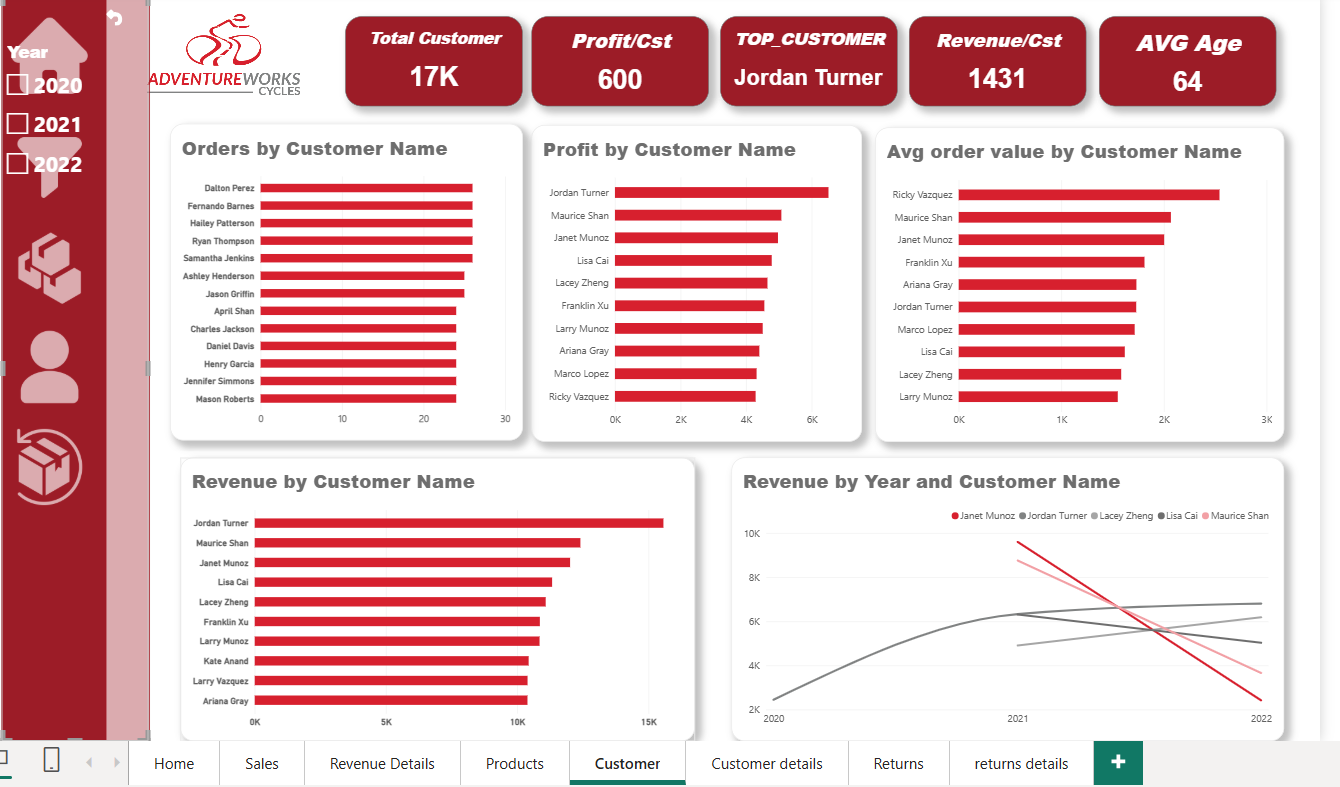 Year
2020
2021
2022
ADVENTUREWORKS
CYCLES
Total Customer
17K
Profit/Cst
600
TOP_CUSTOMER
Jordan Turner
Revenue/Cst
1431
AVG Age
64
Orders by Customer Name
Dalton Perez
Fernando Barnes
Hailey Patterson
Ryan Thompson
Samantha Jenkins
Ashley Henderson
Jason Griffin
April Shan
Charles Jackson
Daniel Davis
Henry Garcia
Jennifer Simmons
Mason Roberts
0 10 20 30
Profit by Customer Name
Jordan Turner
Maurice Shan
Janet Munoz
Lisa Cai
Lacey Zheng
Franklin Xu
Larry Munoz
Ariana Gray
Marco Lopez
Ricky Vazquez
0K 2K 4K 6K
Avg order value by Customer Name
Ricky Vazquez
Maurice Shan
Janet Munoz
Franklin Xu
Ariana Gray
Jordan Turner
Marco Lopez
Lisa Cai
Lacey Zheng
Larry Munoz
0K 1K 2K 3K
Revenue by Customer Name
Jordan Turner
Maurice Shan
Janet Munoz
Lisa Cai
Lacey Zheng
Franklin Xu
Larry Munoz
Kate Anand
Larry Vazquez
Ariana Gray
0K 5K 10K 15K
Revenue by Year and Customer Name
Janet Munoz Jordan Turner Lacey Zheng Lisa Cai Maurice Shan
10K
8K
6K
4K
2K
2020 2021 2022
Home Sales Revenue Details Products Customer Customer details Returns returns details +